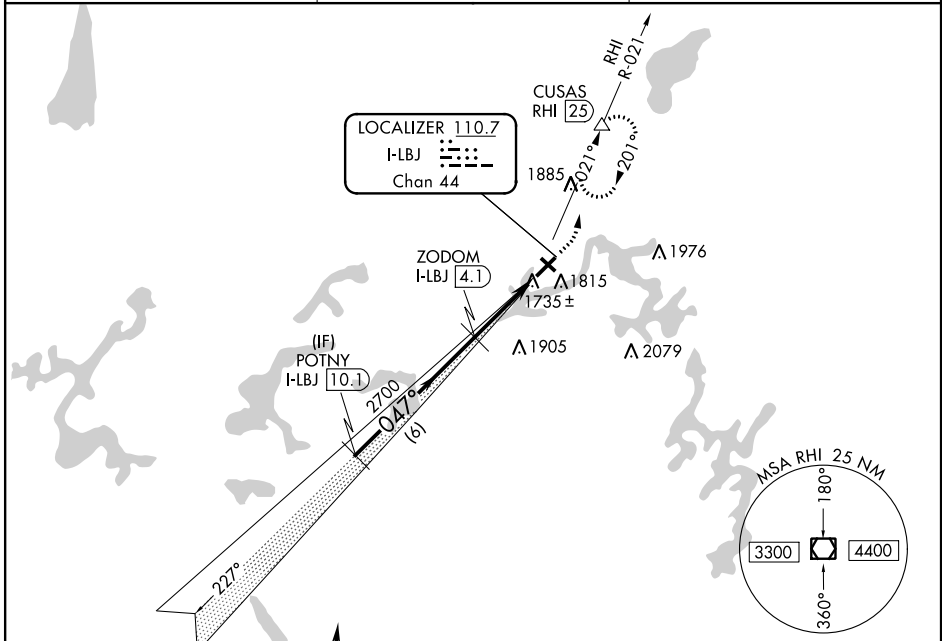 RHI
R-021
CUSAS
RHI 25
LOCALIZER 110.7
I-LBJ
Chan 44
1885
021°
201°
ZODOM
I-LBJ 4.1
1976
1815
1735 ±
(IF)
POTNY
I-LBJ 10.1
1905
2079
2700
047°
(6)
227°
MSA RHI 25 NM
180°
3300
4400
360°